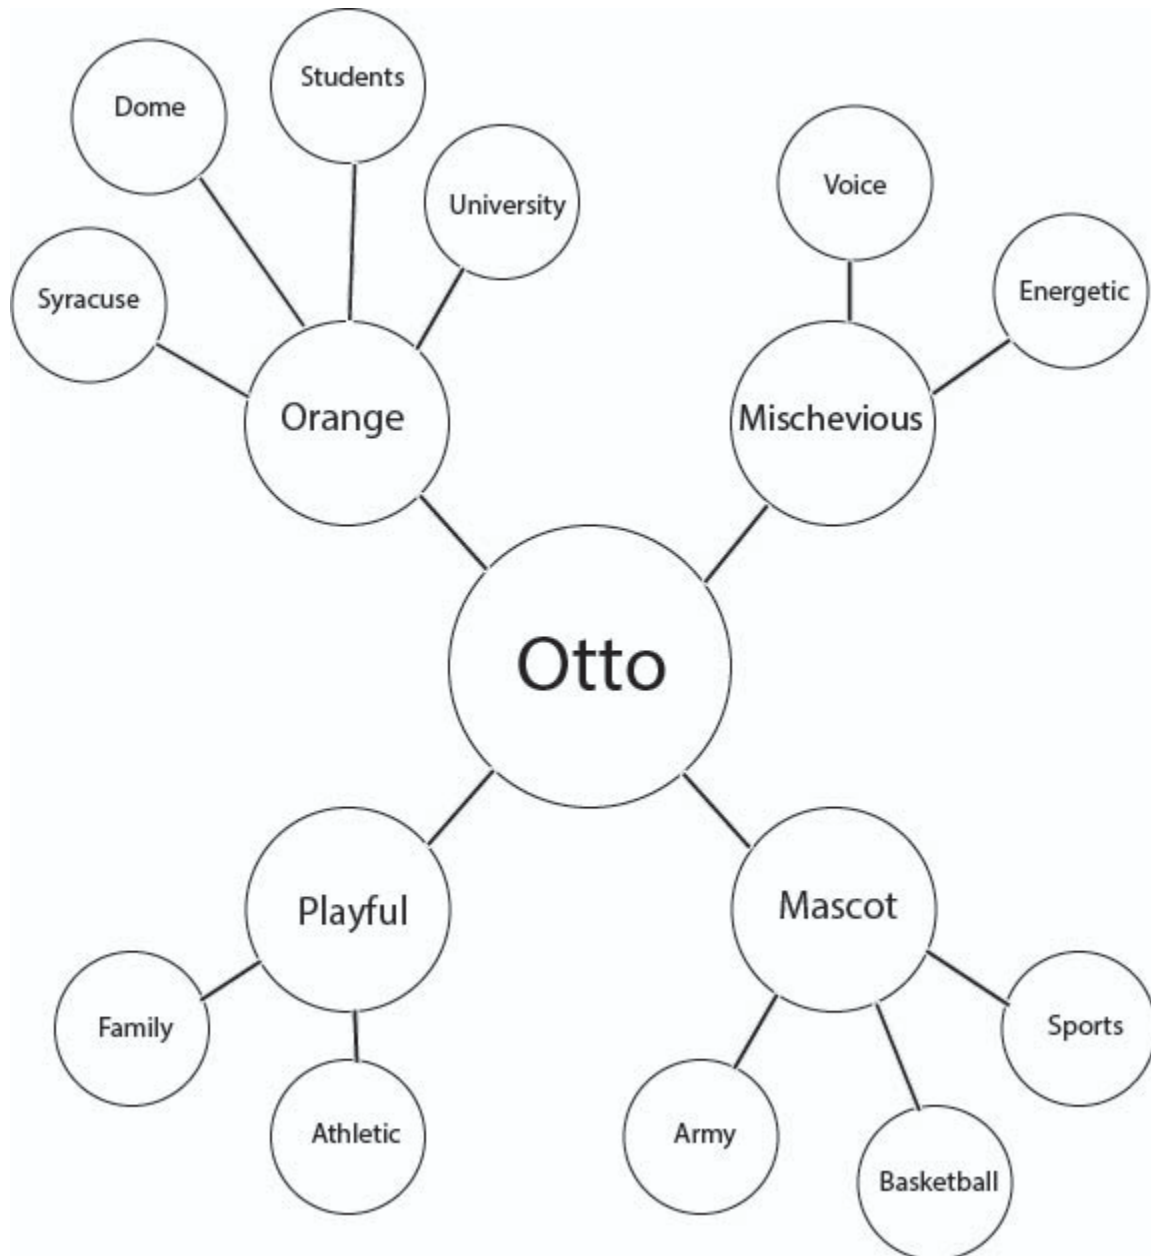 Students
Dome
University
Voice
Energetic
Syracuse
Orange
Mischevious
Otto
Playful
Mascot
Family
Athletic
Army
Basketball
Sports